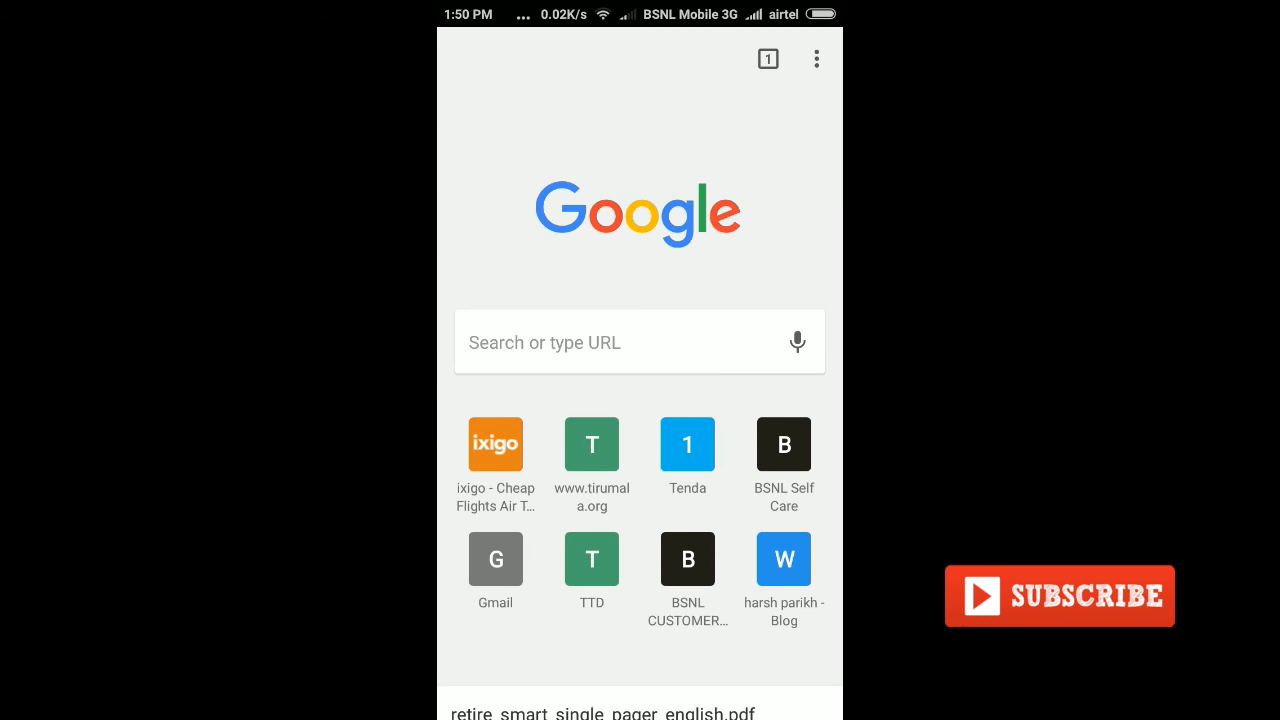 1:50 PM ... 0.02K/s BSNL Mobile 3G airtel
1
Google
Search or type URL
ixigo T 1 B
ixigo - Cheap www.tirumal Tenda BSNL Self
Flights Air T... a.org Care
G T B W
Gmail TTD BSNL harsh parikh -
CUSTOMER... Blog
SUBSCRIBE
retire_smart_single_pager_english.pdf